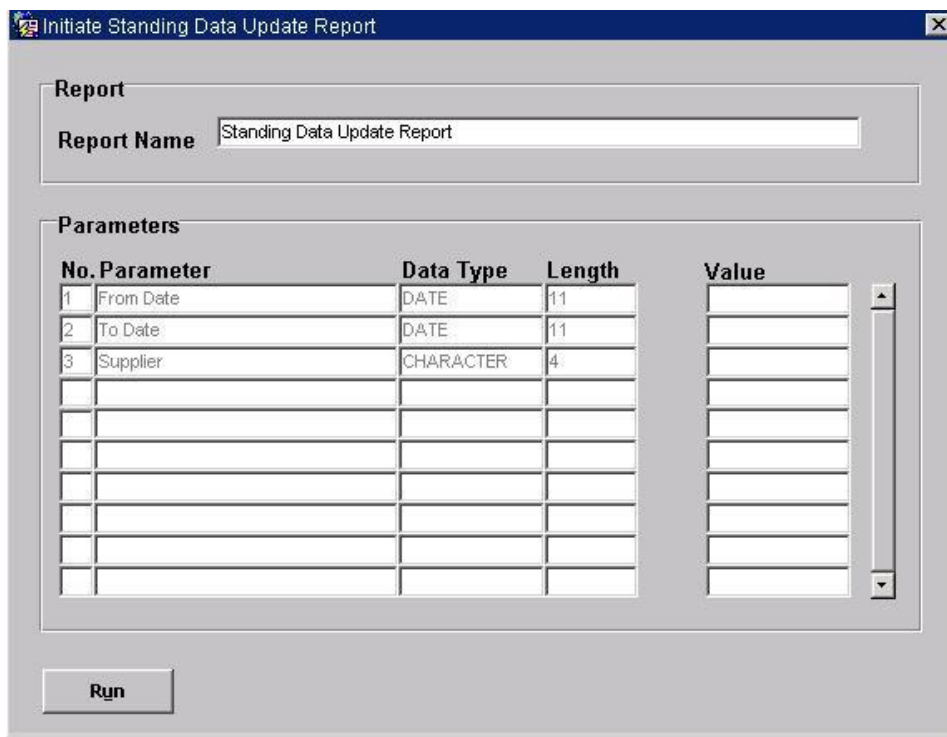 Initiate Standing Data Update Report
Report
Report Name Standing Data Update Report
Parameters
No. Parameter Data Type Length Value
1 From Date DATE 11
2 To Date DATE 11
3 Supplier CHARACTER 4
Run